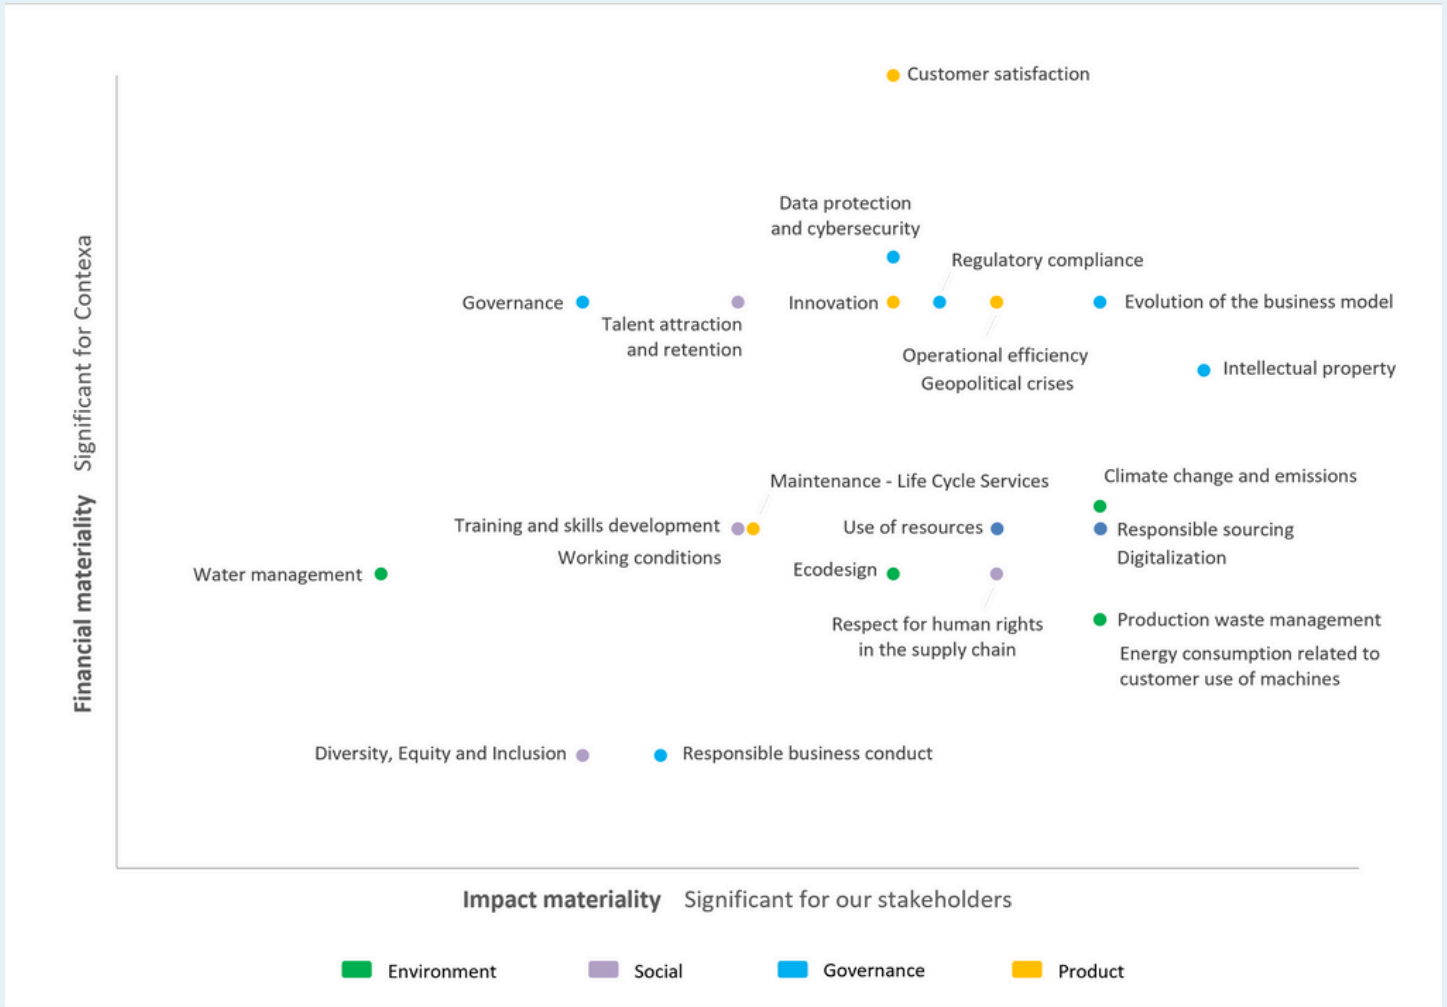 Customer satisfaction
Data protection
and cybersecurity
Regulatory compliance
Governance
Talent attraction
and retention
Innovation
Evolution of the business model
Operational efficiency
Geopolitical crises
Intellectual property
Maintenance - Life Cycle Services
Climate change and emissions
Training and skills development
Working conditions
Use of resources
Responsible sourcing
Digitalization
Water management
Ecodesign
Respect for human rights
in the supply chain
Production waste management
Energy consumption related to
customer use of machines
Diversity, Equity and Inclusion
Responsible business conduct
Financial materiality Significant for Contexa
Impact materiality Significant for our stakeholders
Environment
Social
Governance
Product